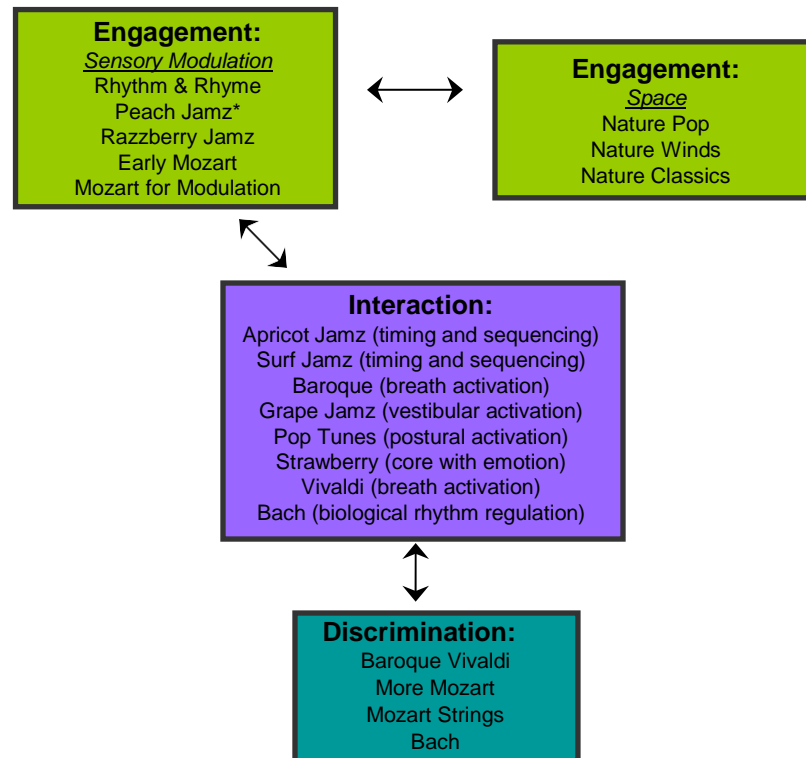 Engagement:
Sensory Modulation
Rhythm & Rhyme
Peach Jamz*
Razzberry Jamz
Early Mozart
Mozart for Modulation
Engagement:
Space
Nature Pop
Nature Winds
Nature Classics
Interaction:
Apricot Jamz (timing and sequencing)
Surf Jamz (timing and sequencing)
Baroque (breath activation)
Grape Jamz (vestibular activation)
Pop Tunes (postural activation)
Strawberry (core with emotion)
Vivaldi (breath activation)
Bach (biological rhythm regulation)
Discrimination:
Baroque Vivaldi
More Mozart
Mozart Strings
Bach